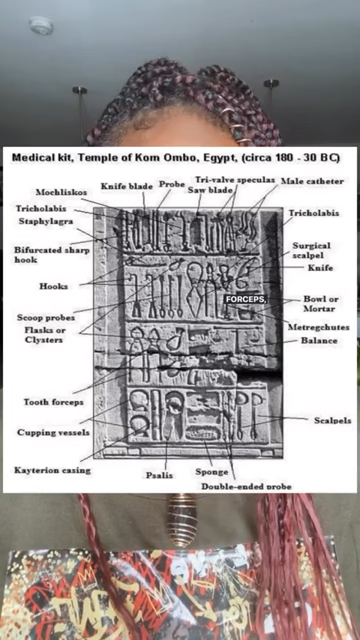 Medical kit, Temple of Kom Ombo, Egypt, (circa 180 - 30 BC)
Mochliskos
Knife blade
Probe
Tri-valve speculas
Saw blade
Male catheter
Tricholabis
Staphylagra
Tricholabis
Bifurcated sharp
hook
Surgical
scalpel
Knife
Hooks
FORCEPS,
Bowl or
Mortar
Scoop probes
Flasks or
Clysters
Metregchutes
Balance
Tooth forceps
Cupping vessels
Scalpels
Kayterion casing
Psalis
Sponge
Double-ended probe